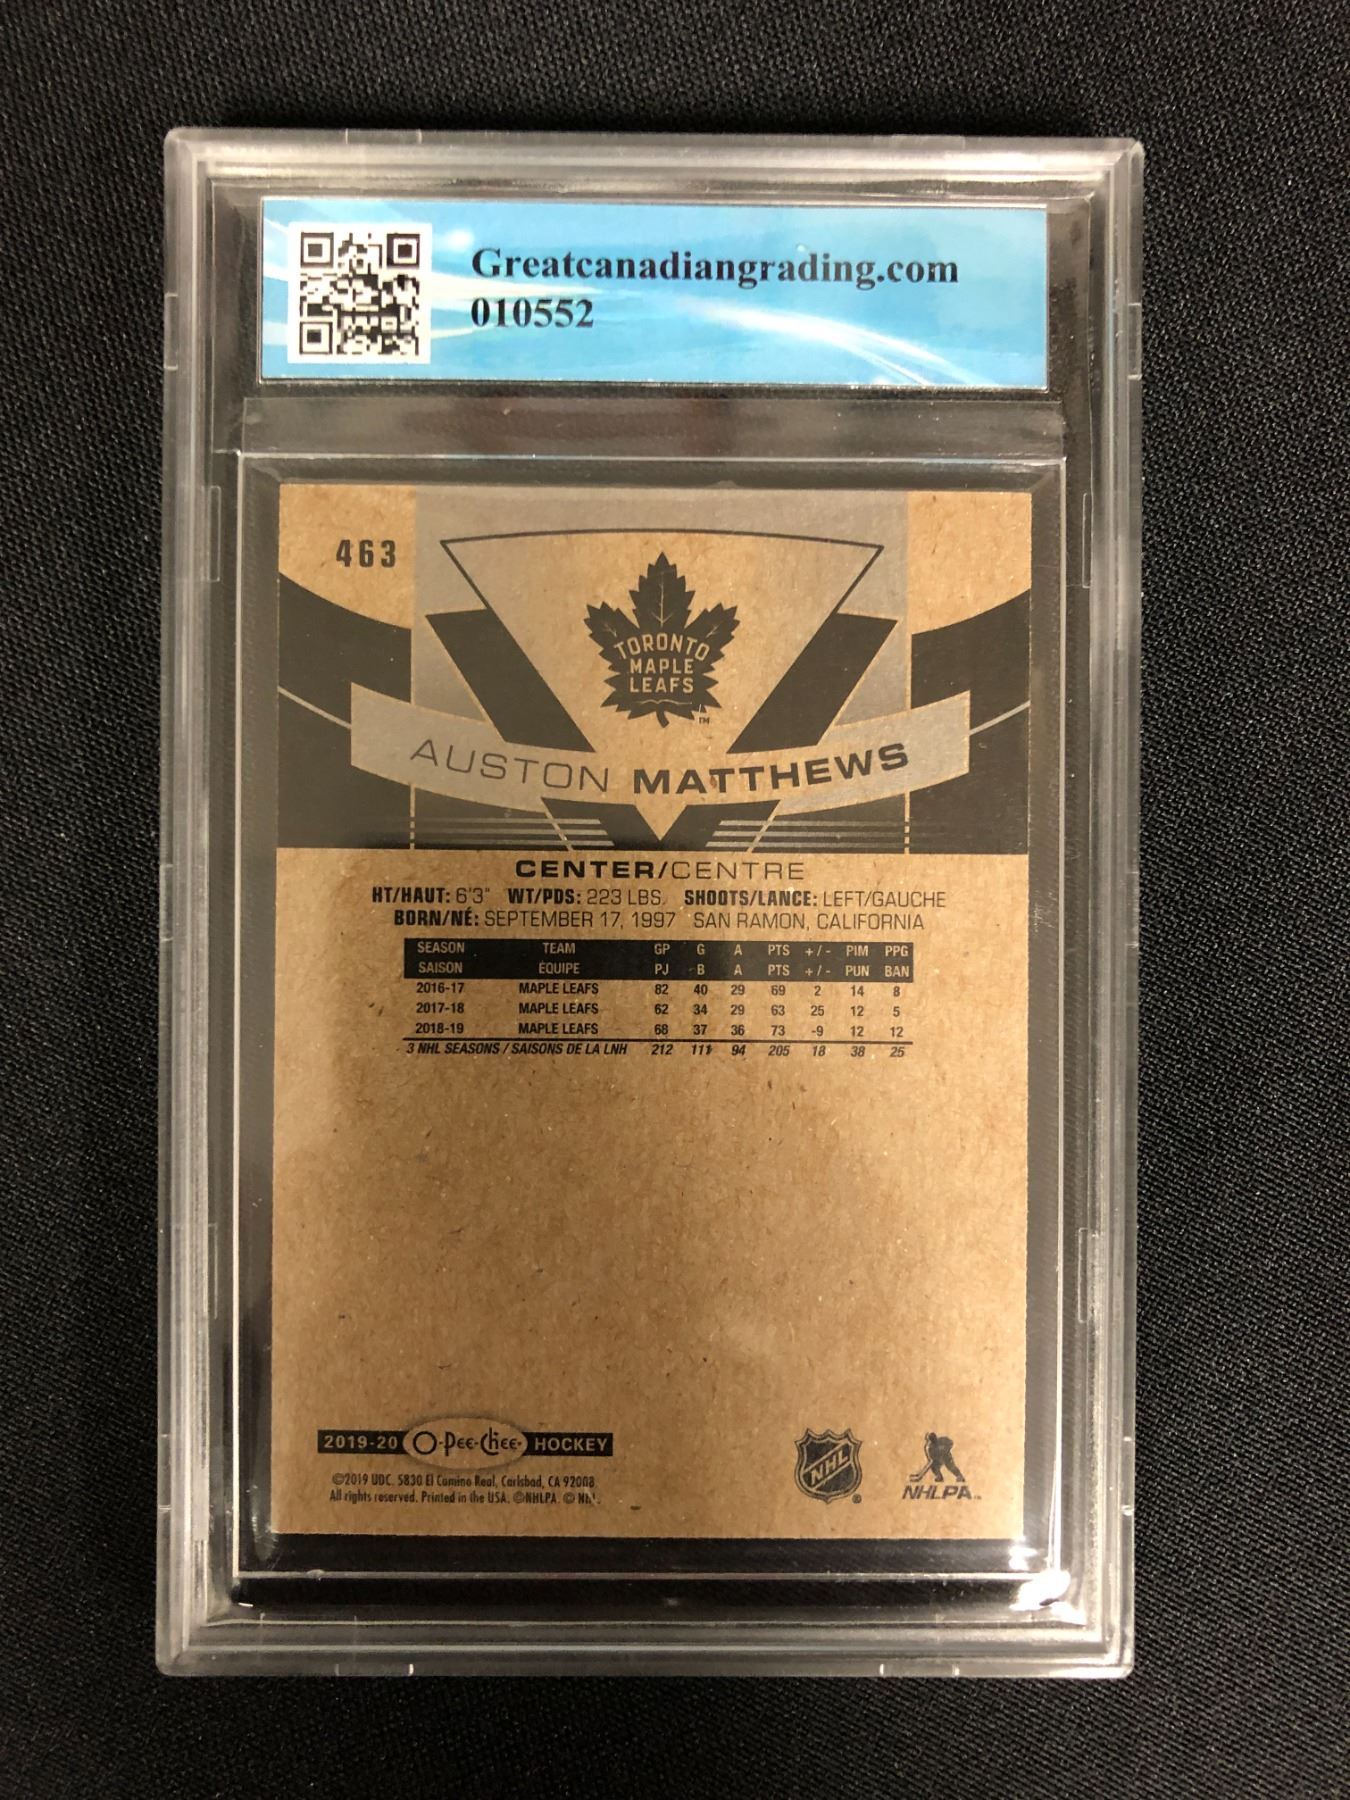 Greatcanadiangrading.com
010552
463
TORONTO
MAPLE
LEAFS
™
AUSTON MATTHEWS
CENTER/CENTRE
HT/HAUT: 6'3" WT/PDS: 223 LBS. SHOOTS/LANCE: LEFT/GAUCHE
BORN/NÉ: SEPTEMBER 17, 1997 SAN RAMON, CALIFORNIA
SEASON TEAM GP G A PTS +/- PIM PPG
SAISON ÉQUIPE PJ B A PTS +/- PUN BAN
2016-17 MAPLE LEAFS 82 40 29 69 2 14 8
2017-18 MAPLE LEAFS 62 34 29 63 25 12 5
2018-19 MAPLE LEAFS 68 37 36 73 -9 12 12
3 NHL SEASONS / SAISONS DE LA LNH 212 111 94 205 18 38 25
2019-20 O-Pee-Chee HOCKEY
©2019 UDC. 5830 El Camino Real, Carlsbad, CA 92008
All rights reserved. Printed in the USA. ©NHLPA. © NHL.
NHL ®
NHLPA™